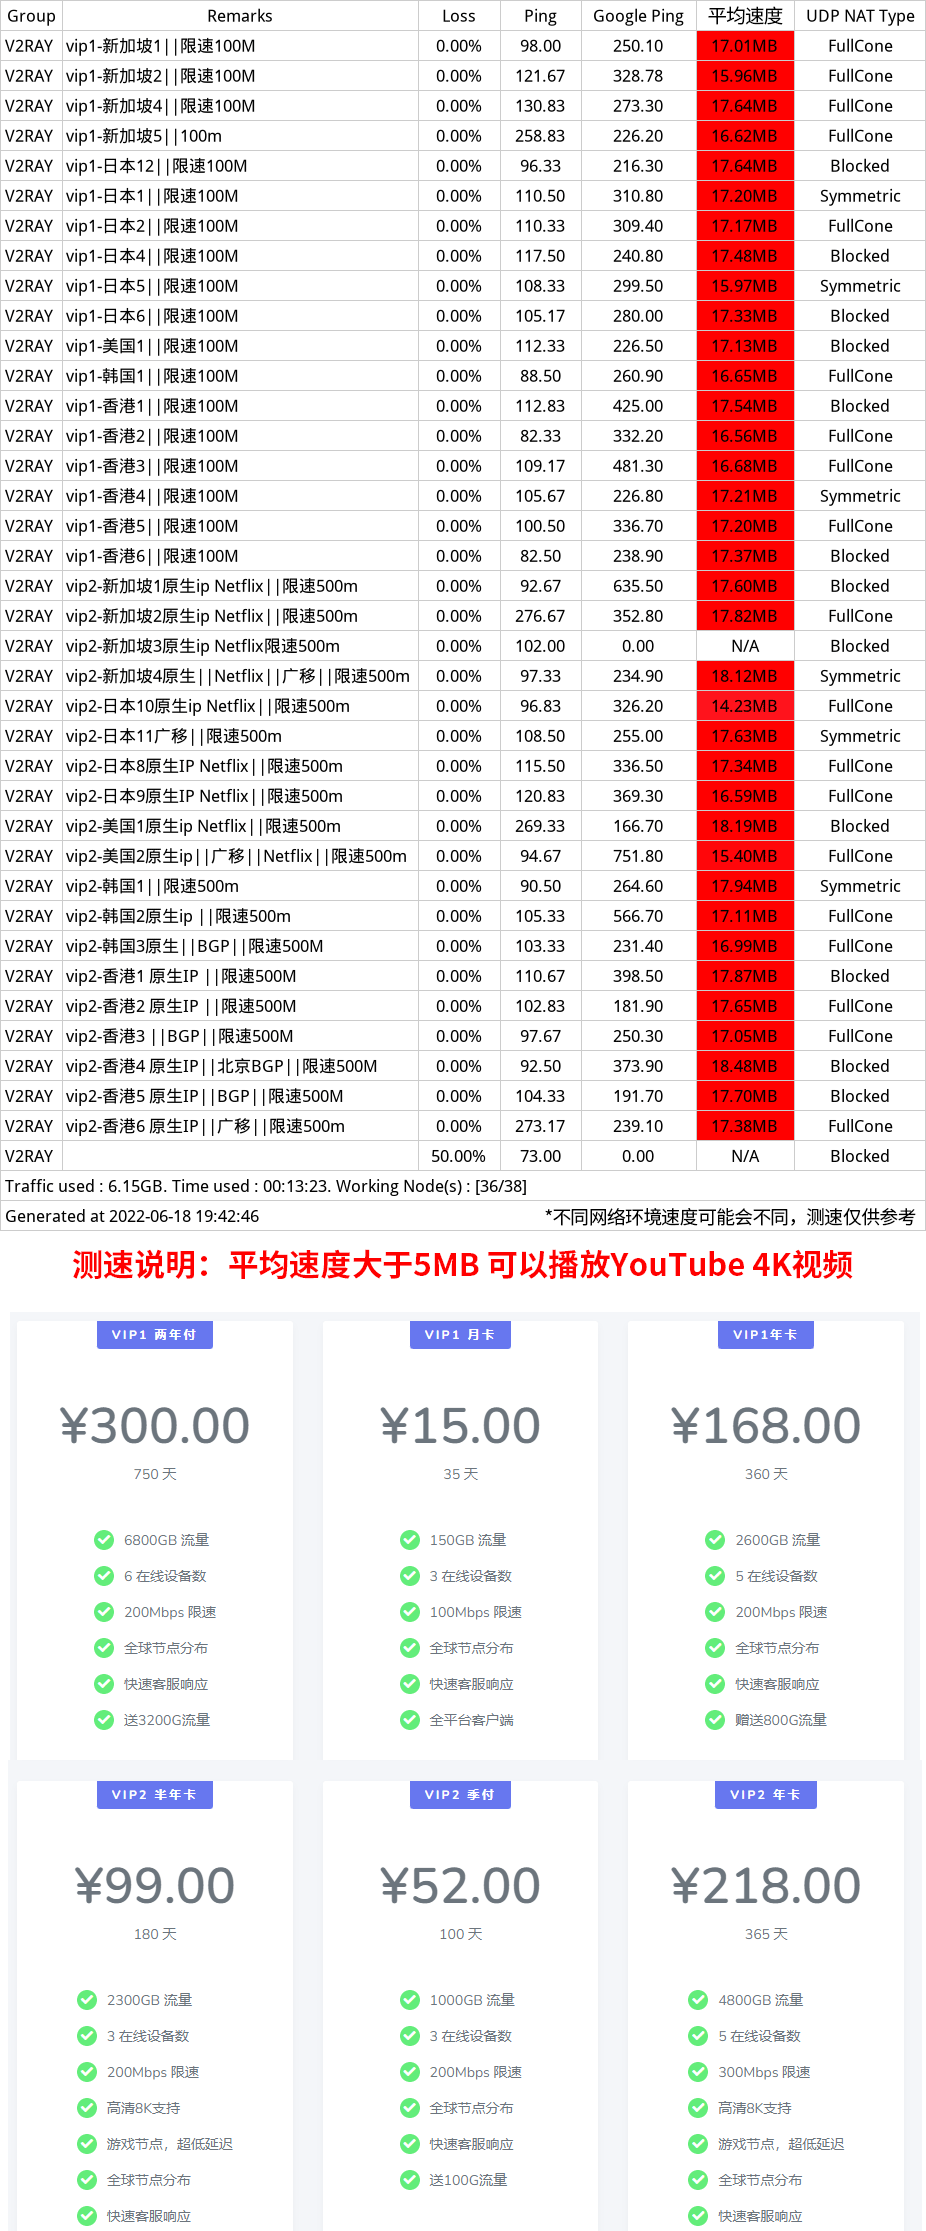 Group Remarks Loss Ping Google Ping 平均速度 UDP NAT Type
V2RAY vip1-新加坡1||限速100M 0.00% 98.00 250.10 17.01MB FullCone
V2RAY vip1-新加坡2||限速100M 0.00% 121.67 328.78 15.96MB FullCone
V2RAY vip1-新加坡4||限速100M 0.00% 130.83 273.30 17.64MB FullCone
V2RAY vip1-新加坡5||100m 0.00% 258.83 226.20 16.62MB FullCone
V2RAY vip1-日本12||限速100M 0.00% 96.33 216.30 17.64MB Blocked
V2RAY vip1-日本1||限速100M 0.00% 110.50 310.80 17.20MB Symmetric
V2RAY vip1-日本2||限速100M 0.00% 110.33 309.40 17.17MB FullCone
V2RAY vip1-日本4||限速100M 0.00% 117.50 240.80 17.48MB Blocked
V2RAY vip1-日本5||限速100M 0.00% 108.33 299.50 15.97MB Symmetric
V2RAY vip1-日本6||限速100M 0.00% 105.17 280.00 17.33MB Blocked
V2RAY vip1-美国1||限速100M 0.00% 112.33 226.50 17.13MB Blocked
V2RAY vip1-韩国1||限速100M 0.00% 88.50 260.90 16.65MB FullCone
V2RAY vip1-香港1||限速100M 0.00% 112.83 425.00 17.54MB Blocked
V2RAY vip1-香港2||限速100M 0.00% 82.33 332.20 16.56MB FullCone
V2RAY vip1-香港3||限速100M 0.00% 109.17 481.30 16.68MB FullCone
V2RAY vip1-香港4||限速100M 0.00% 105.67 226.80 17.21MB Symmetric
V2RAY vip1-香港5||限速100M 0.00% 100.50 336.70 17.20MB FullCone
V2RAY vip1-香港6||限速100M 0.00% 82.50 238.90 17.37MB Blocked
V2RAY vip2-新加坡1原生ip Netflix||限速500m 0.00% 92.67 635.50 17.60MB Blocked
V2RAY vip2-新加坡2原生ip Netflix||限速500m 0.00% 276.67 352.80 17.82MB FullCone
V2RAY vip2-新加坡3原生ip Netflix限速500m 0.00% 102.00 0.00 N/A Blocked
V2RAY vip2-新加坡4原生||Netflix||广移||限速500m 0.00% 97.33 234.90 18.12MB Symmetric
V2RAY vip2-日本10原生ip Netflix||限速500m 0.00% 96.83 326.20 14.23MB FullCone
V2RAY vip2-日本11广移||限速500m 0.00% 108.50 255.00 17.63MB Symmetric
V2RAY vip2-日本8原生IP Netflix||限速500m 0.00% 115.50 336.50 17.34MB FullCone
V2RAY vip2-日本9原生IP Netflix||限速500m 0.00% 120.83 369.30 16.59MB FullCone
V2RAY vip2-美国1原生ip Netflix||限速500m 0.00% 269.33 166.70 18.19MB Blocked
V2RAY vip2-美国2原生ip||广移||Netflix||限速500m 0.00% 94.67 751.80 15.40MB FullCone
V2RAY vip2-韩国1||限速500m 0.00% 90.50 264.60 17.94MB Symmetric
V2RAY vip2-韩国2原生ip ||限速500m 0.00% 105.33 566.70 17.11MB FullCone
V2RAY vip2-韩国3原生||BGP||限速500M 0.00% 103.33 231.40 16.99MB FullCone
V2RAY vip2-香港1 原生IP ||限速500M 0.00% 110.67 398.50 17.87MB Blocked
V2RAY vip2-香港2 原生IP ||限速500M 0.00% 102.83 181.90 17.65MB FullCone
V2RAY vip2-香港3 ||BGP||限速500M 0.00% 97.67 250.30 17.05MB FullCone
V2RAY vip2-香港4 原生IP||北京BGP||限速500M 0.00% 92.50 373.90 18.48MB Blocked
V2RAY vip2-香港5 原生IP||BGP||限速500M 0.00% 104.33 191.70 17.70MB Blocked
V2RAY vip2-香港6 原生IP||广移||限速500m 0.00% 273.17 239.10 17.38MB FullCone
V2RAY 50.00% 73.00 0.00 N/A Blocked
Traffic used : 6.15GB. Time used : 00:13:23. Working Node(s) : [36/38]
Generated at 2022-06-18 19:42:46 *不同网络环境速度可能会不同，测速仅供参考
测速说明：平均速度大于5MB 可以播放YouTube 4K视频
VIP1 两年付
¥300.00
750 天
6800GB 流量
6 在线设备数
200Mbps 限速
全球节点分布
快速客服响应
送3200G流量
VIP1 月卡
¥15.00
35 天
150GB 流量
3 在线设备数
100Mbps 限速
全球节点分布
快速客服响应
全平台客户端
VIP1年卡
¥168.00
360 天
2600GB 流量
5 在线设备数
200Mbps 限速
全球节点分布
快速客服响应
赠送800G流量
VIP2 半年卡
¥99.00
180 天
2300GB 流量
3 在线设备数
200Mbps 限速
高清8K支持
游戏节点，超低延迟
全球节点分布
快速客服响应
VIP2 季付
¥52.00
100 天
1000GB 流量
3 在线设备数
200Mbps 限速
全球节点分布
快速客服响应
送100G流量
VIP2 年卡
¥218.00
365 天
4800GB 流量
5 在线设备数
300Mbps 限速
高清8K支持
游戏节点，超低延迟
全球节点分布
快速客服响应